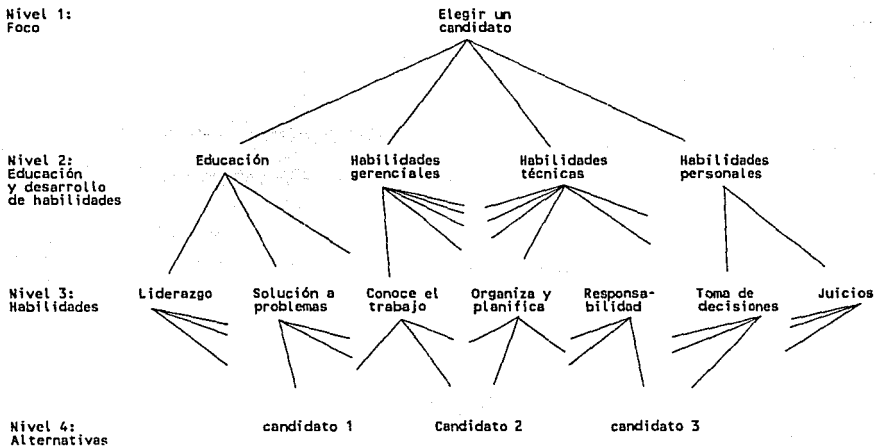 Nivel 1:
Foco
Elegir un
candidato
Nivel 2:
Educación
y desarrollo
de habilidades
Educación
Habilidades
gerenciales
Habilidades
técnicas
Habilidades
personales
Nivel 3:
Habilidades
Liderazgo
Solución a
problemas
Conoce el
trabajo
Organiza y
planifica
Responsa-
bilidad
Toma de
decisiones
Juicios
Nivel 4:
Alternativas
candidato 1
Candidato 2
candidato 3